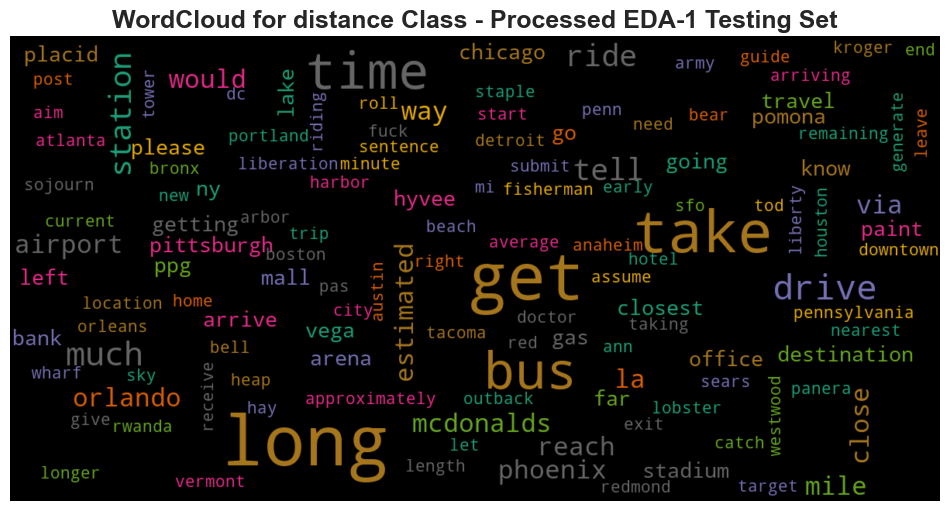 WordCloud for distance Class - Processed EDA-1 Testing Set
placid
post
aim
atlanta
station
tower
would
dc
lake
riding
time
roll
way
fuck
sentence
chicago
staple
start
detroit
ride
penn
go
army
need
guide
bear
kroger
end
arriving
travel
pomona
remaining
generate
leave
please
portland
bronx
liberation
minute
submit
tell
going
know
sojourn
new
ny
harbor
hyvee
mi
fisherman
early
sfo
tod
liberty
houston
via
paint
downtown
current
getting
arbor
trip
beach
average
anaheim
take
hotel
airport
pittsburgh
boston
right
get
assume
left
ppg
mall
pas
austin
estimated
drive
location
home
city
doctor
closest
pennsylvania
orleans
arrive
vega
tacoma
red
gas
taking
nearest
bank
much
bell
arena
bus
ann
office
destination
wharf
sky
heap
la
sears
panera
orlando
receive
hay
approximately
outback
far
lobster
westwood
close
give
rwanda
long
mcdonalds
let
reach
exit
catch
longer
vermont
length
phoenix
stadium
redmond
target
mile